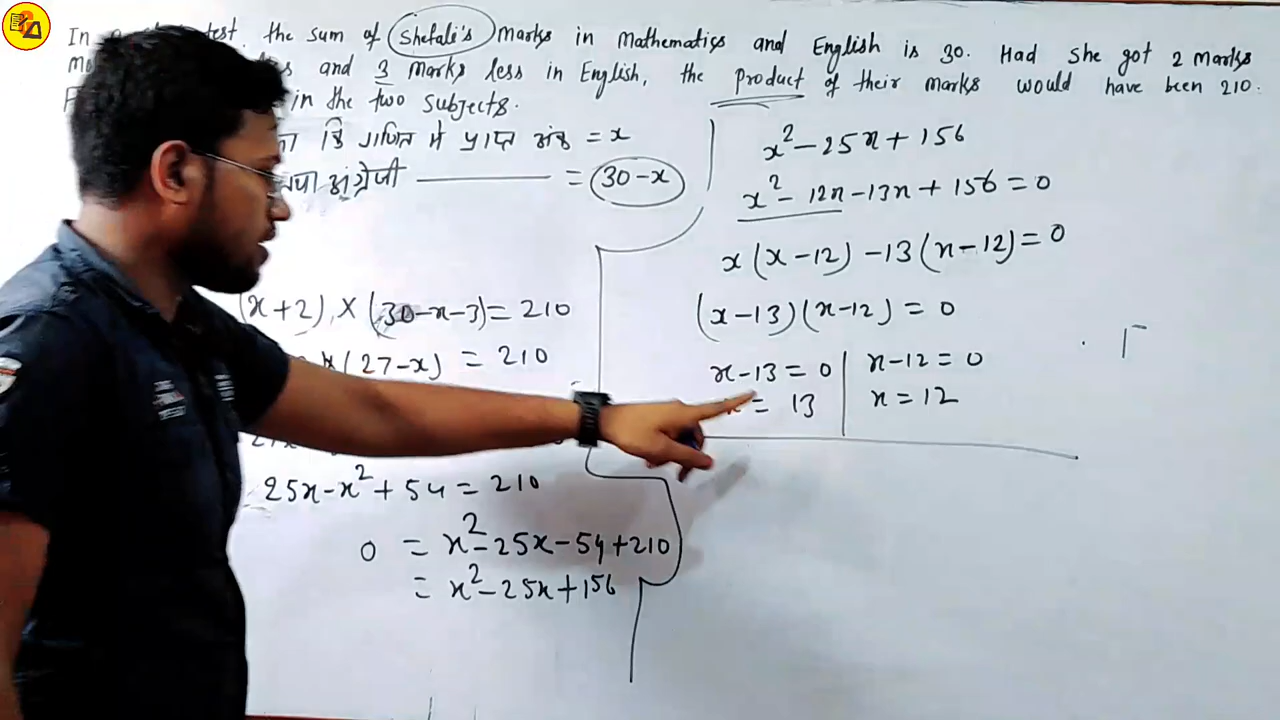 In test, the sum of Shefali's marks in Mathematics and English is 30. Had she got 2 marks
and 3 marks less in English, the product of their marks would have been 210.
in the two subjects.
कि गणित में प्राप्त अंक = x
अंग्रेजी = 30-x
(x+2) × (30-x-3) = 210
(27-x) = 210
25x-x²+54 = 210
0 = x²-25x-54+210
= x²-25x+156
x²-25x+156
x²-12x-13x+156=0
x(x-12)-13(x-12)=0
(x-13)(x-12)=0
x-13=0 x-12=0
= 13 x=12